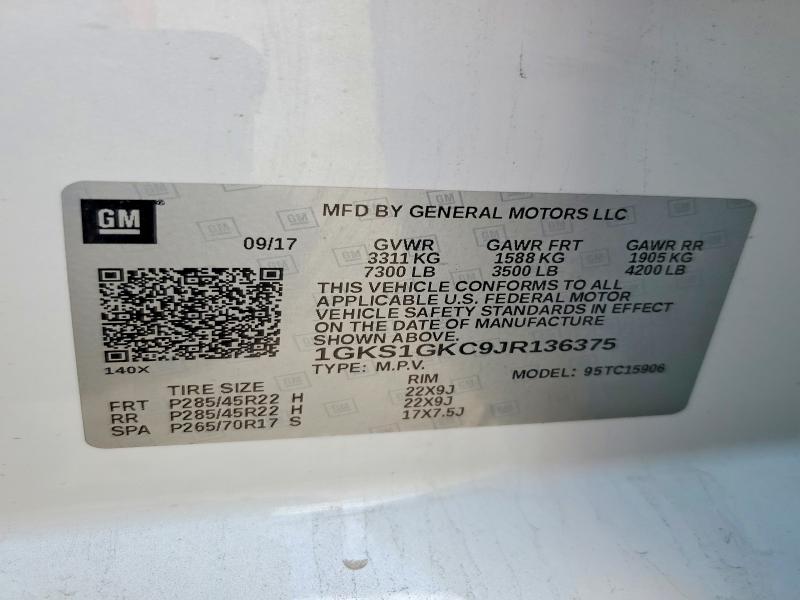 GM
MFD BY GENERAL MOTORS LLC
09/17 GVWR GAWR FRT GAWR RR
3311 KG 1588 KG 1905 KG
7300 LB 3500 LB 4200 LB
THIS VEHICLE CONFORMS TO ALL
APPLICABLE U.S. FEDERAL MOTOR
VEHICLE SAFETY STANDARDS IN EFFECT
ON THE DATE OF MANUFACTURE
SHOWN ABOVE.
1GKS1GKC9JR136375
140X
TYPE: M.P.V. MODEL: 95TC15906
TIRE SIZE RIM
FRT P285/45R22 H 22X9J
RR P285/45R22 H 22X9J
SPA P265/70R17 S 17X7.5J